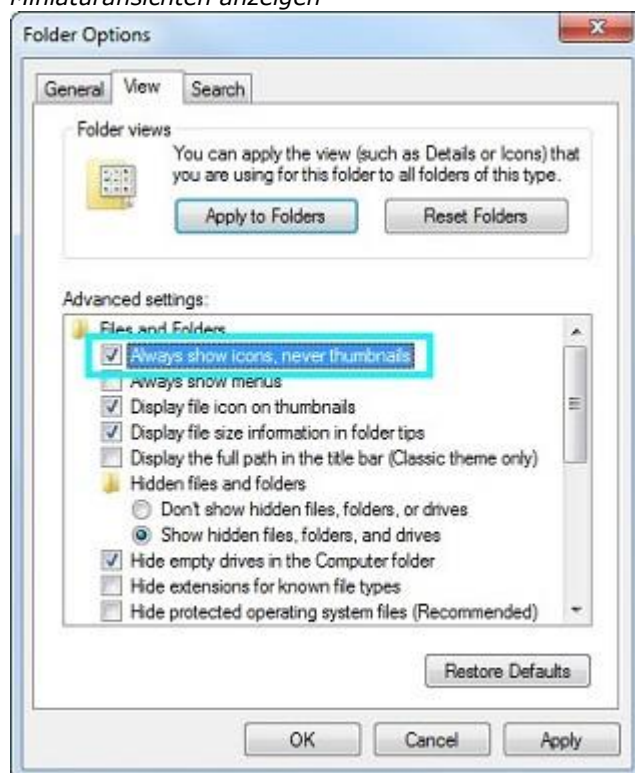 Miniaturansichten anzeigen
Folder Options
General View Search
Folder views
You can apply the view (such as Details or Icons) that
you are using for this folder to all folders of this type.
Apply to Folders Reset Folders
Advanced settings:
Files and Folders
Always show icons, never thumbnails
Always show menus
Display file icon on thumbnails
Display file size information in folder tips
Display the full path in the title bar (Classic theme only)
Hidden files and folders
Don't show hidden files, folders, or drives
Show hidden files, folders, and drives
Hide empty drives in the Computer folder
Hide extensions for known file types
Hide protected operating system files (Recommended)
Restore Defaults
OK Cancel Apply